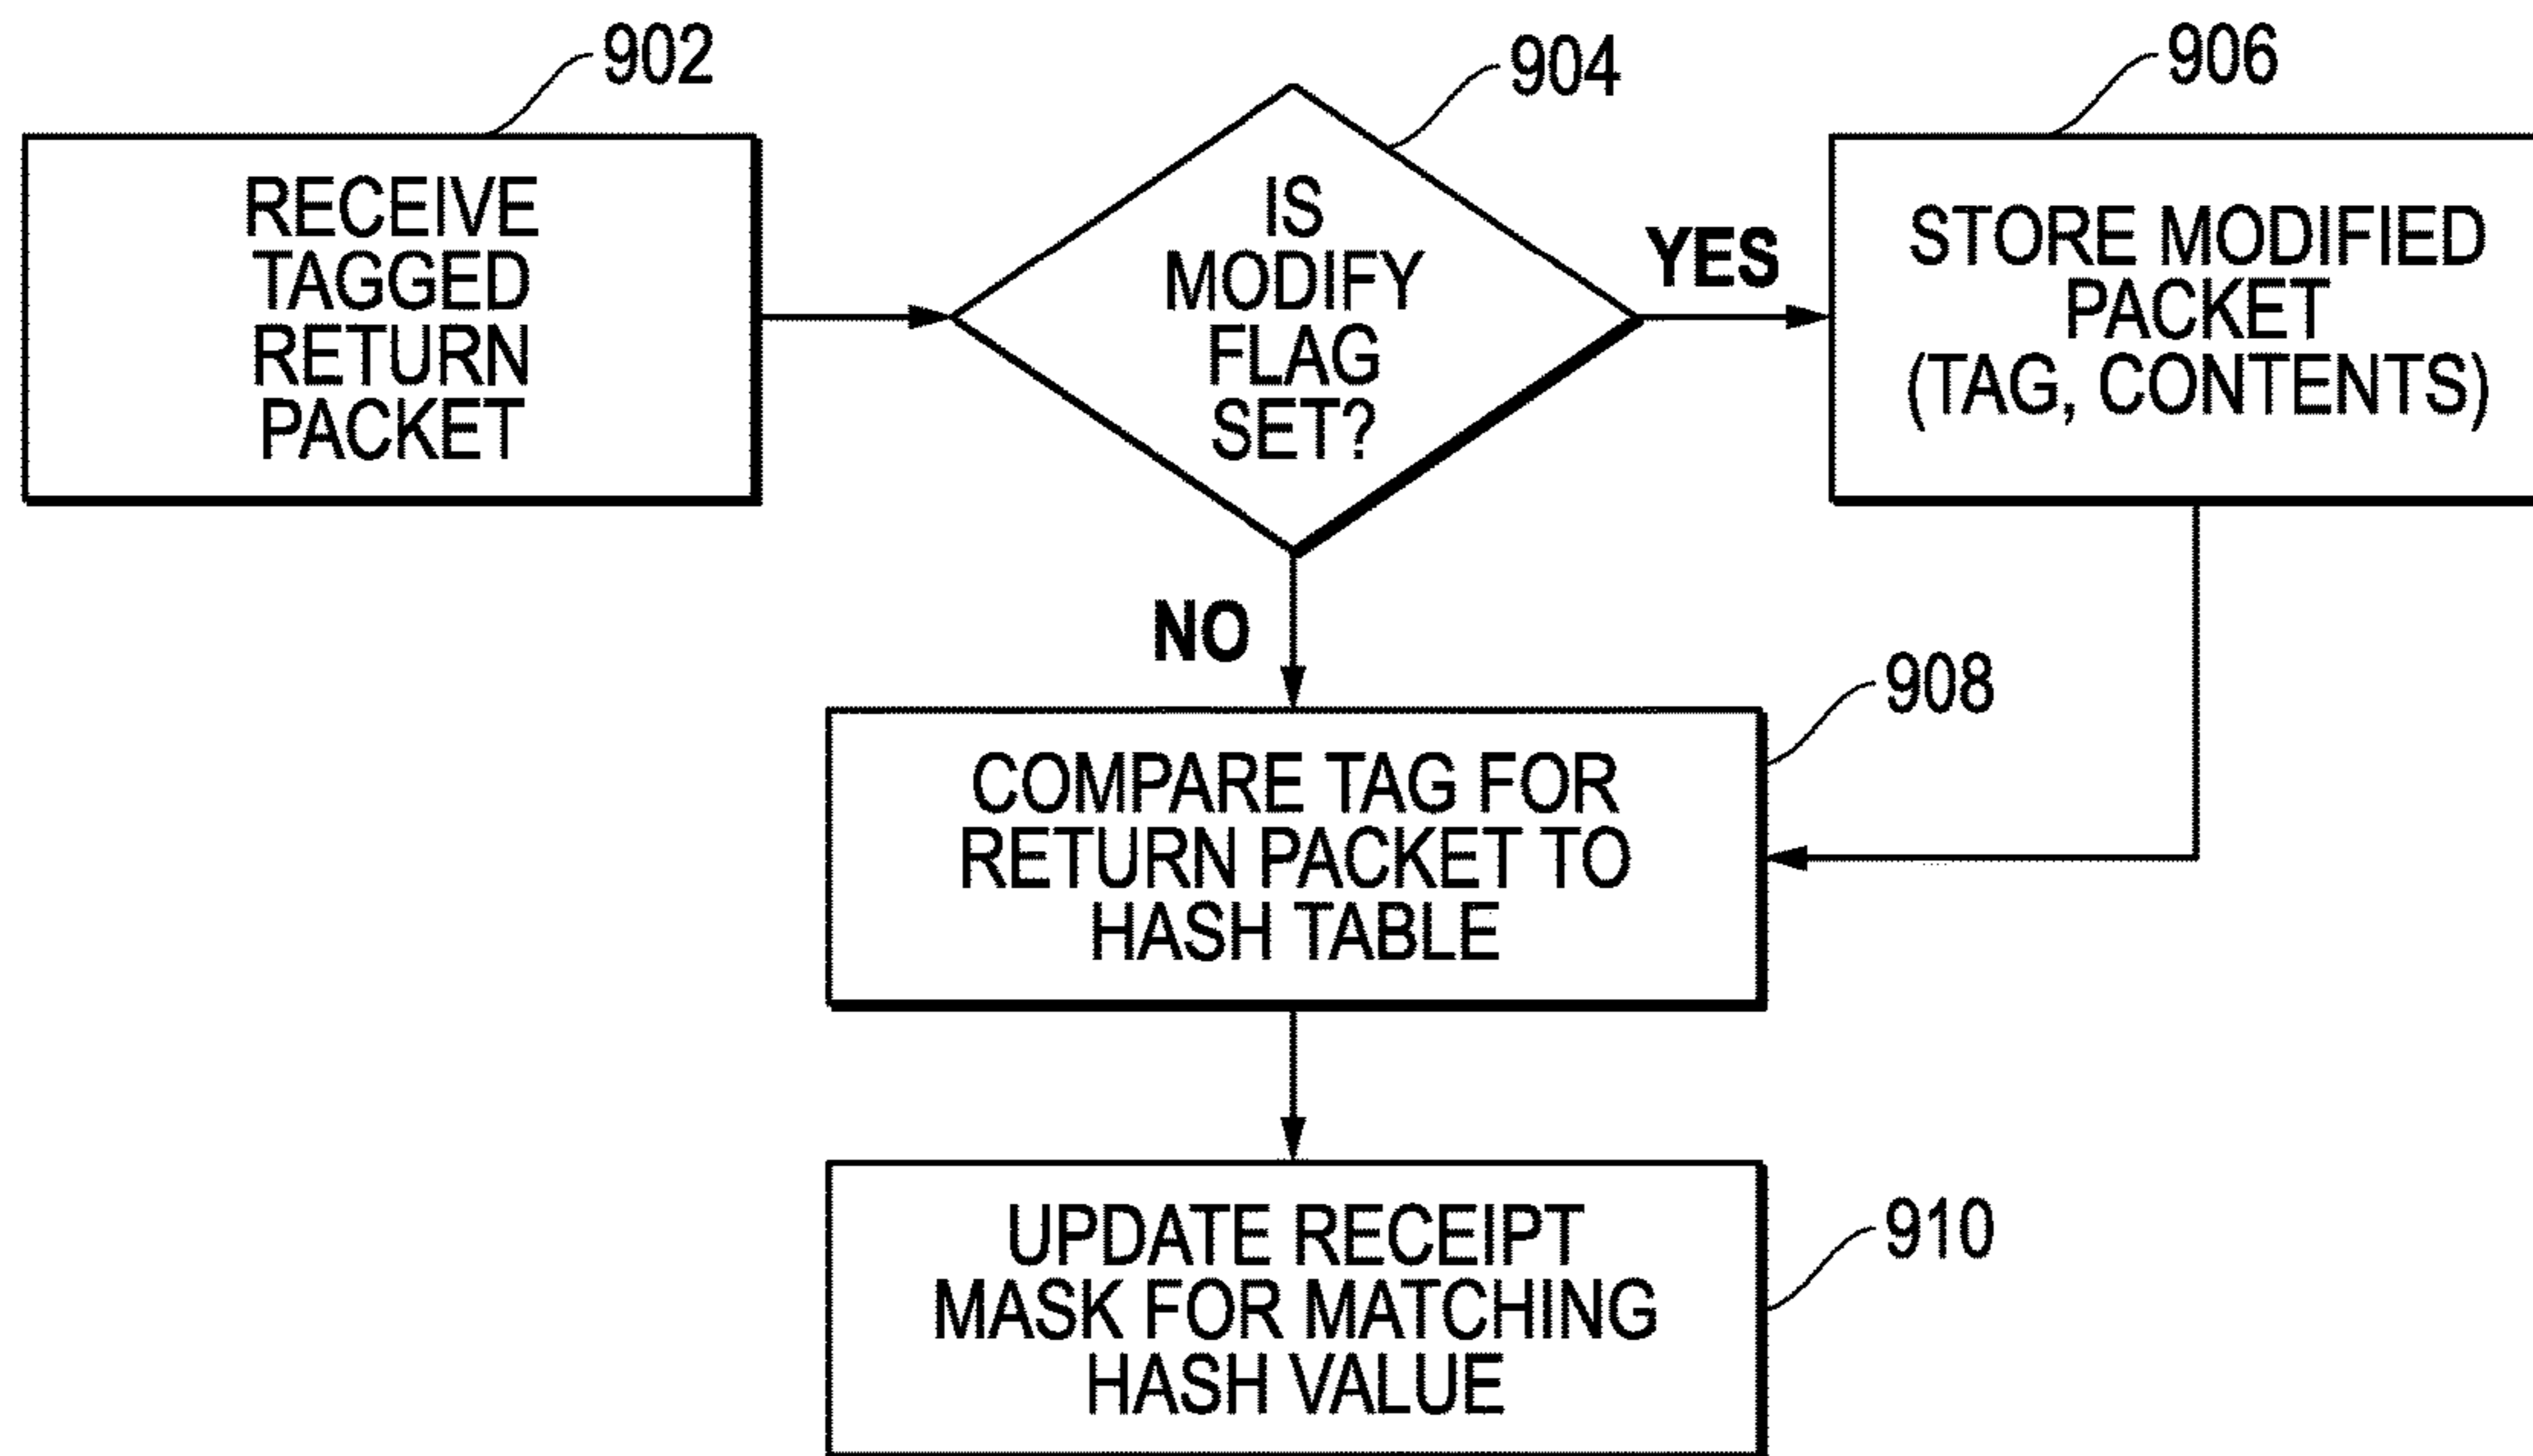 902
RECEIVE
TAGGED
RETURN
PACKET
904
IS
MODIFY
FLAG
SET?
YES
906
STORE MODIFIED
PACKET
(TAG, CONTENTS)
NO
908
COMPARE TAG FOR
RETURN PACKET TO
HASH TABLE
910
UPDATE RECEIPT
MASK FOR MATCHING
HASH VALUE